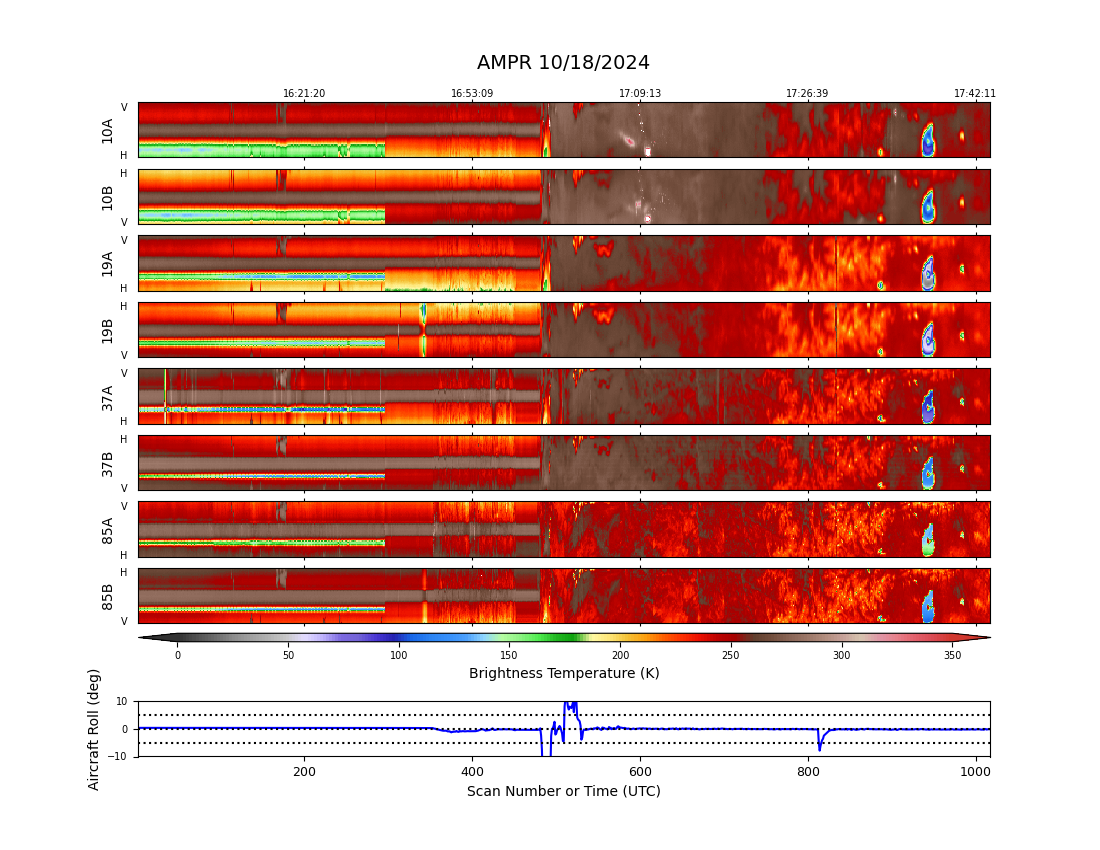 AMPR 10/18/2024
16:21:20 16:53:09 17:09:13 17:26:39 17:42:11
V 10A H
H 10B V
V 19A H
H 19B V
V 37A H
H 37B V
V 85A H
H 85B V
0 50 100 150 200 250 300 350
Brightness Temperature (K)
Aircraft Roll (deg)
10
0
−10
200 400 600 800 1000
Scan Number or Time (UTC)